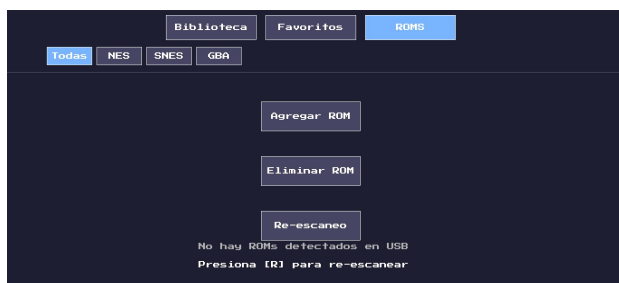 Biblioteca Favoritos ROMS
Todas NES SNES GBA
Agregar ROM
Eliminar ROM
Re-escaneo
No hay ROMs detectados en USB
Presiona [R] para re-escanear